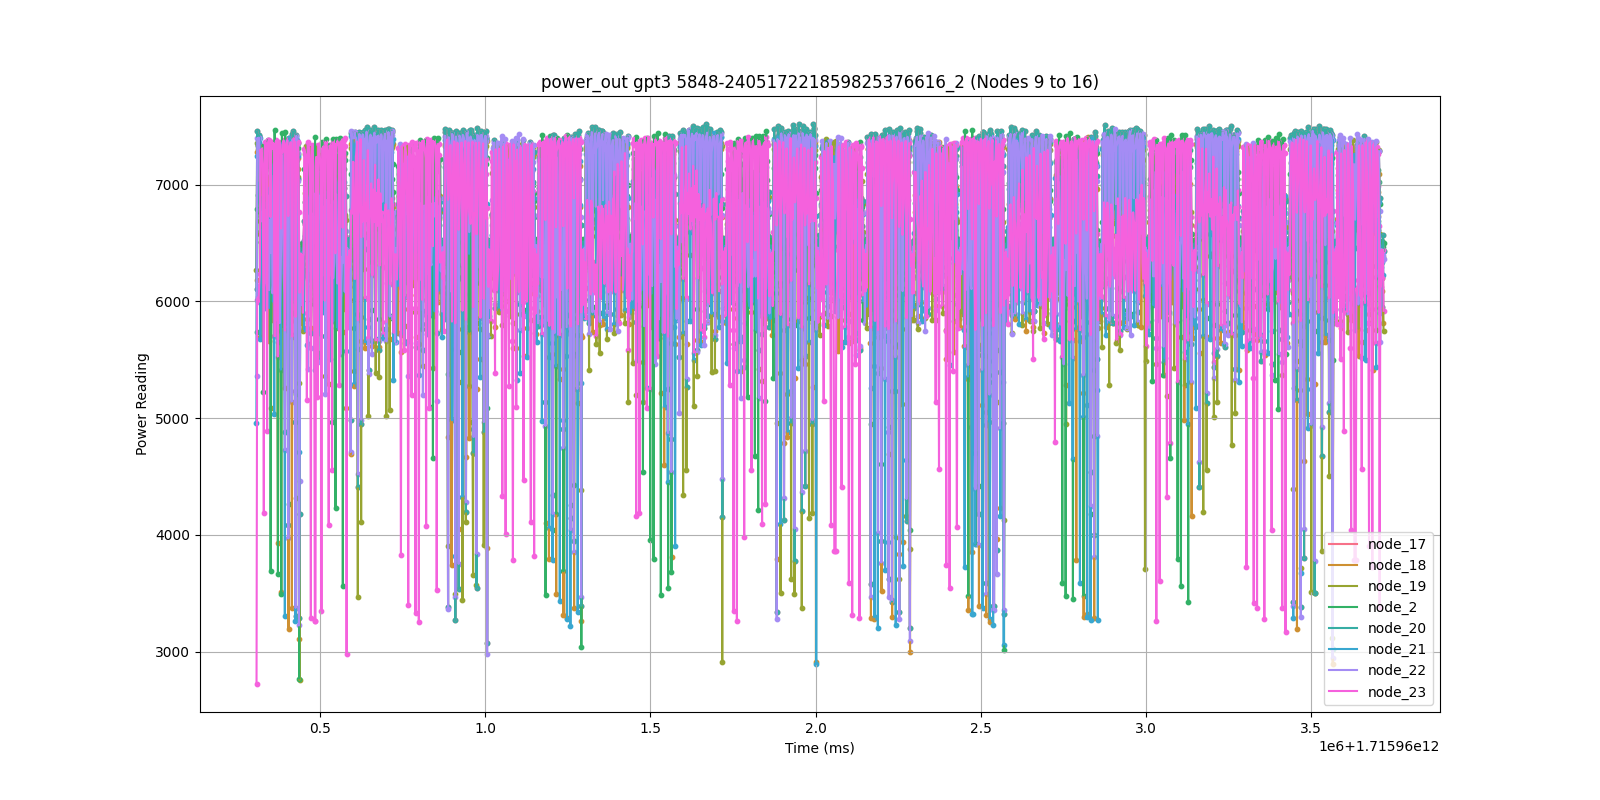 power_out gpt3 5848-240517221859825376616_2 (Nodes 9 to 16)
Power Reading
7000
6000
5000
4000
3000
0.5
1.0
1.5
2.0
2.5
3.0
3.5
Time (ms)
1e6+1.71596e12
node_17
node_18
node_19
node_2
node_20
node_21
node_22
node_23